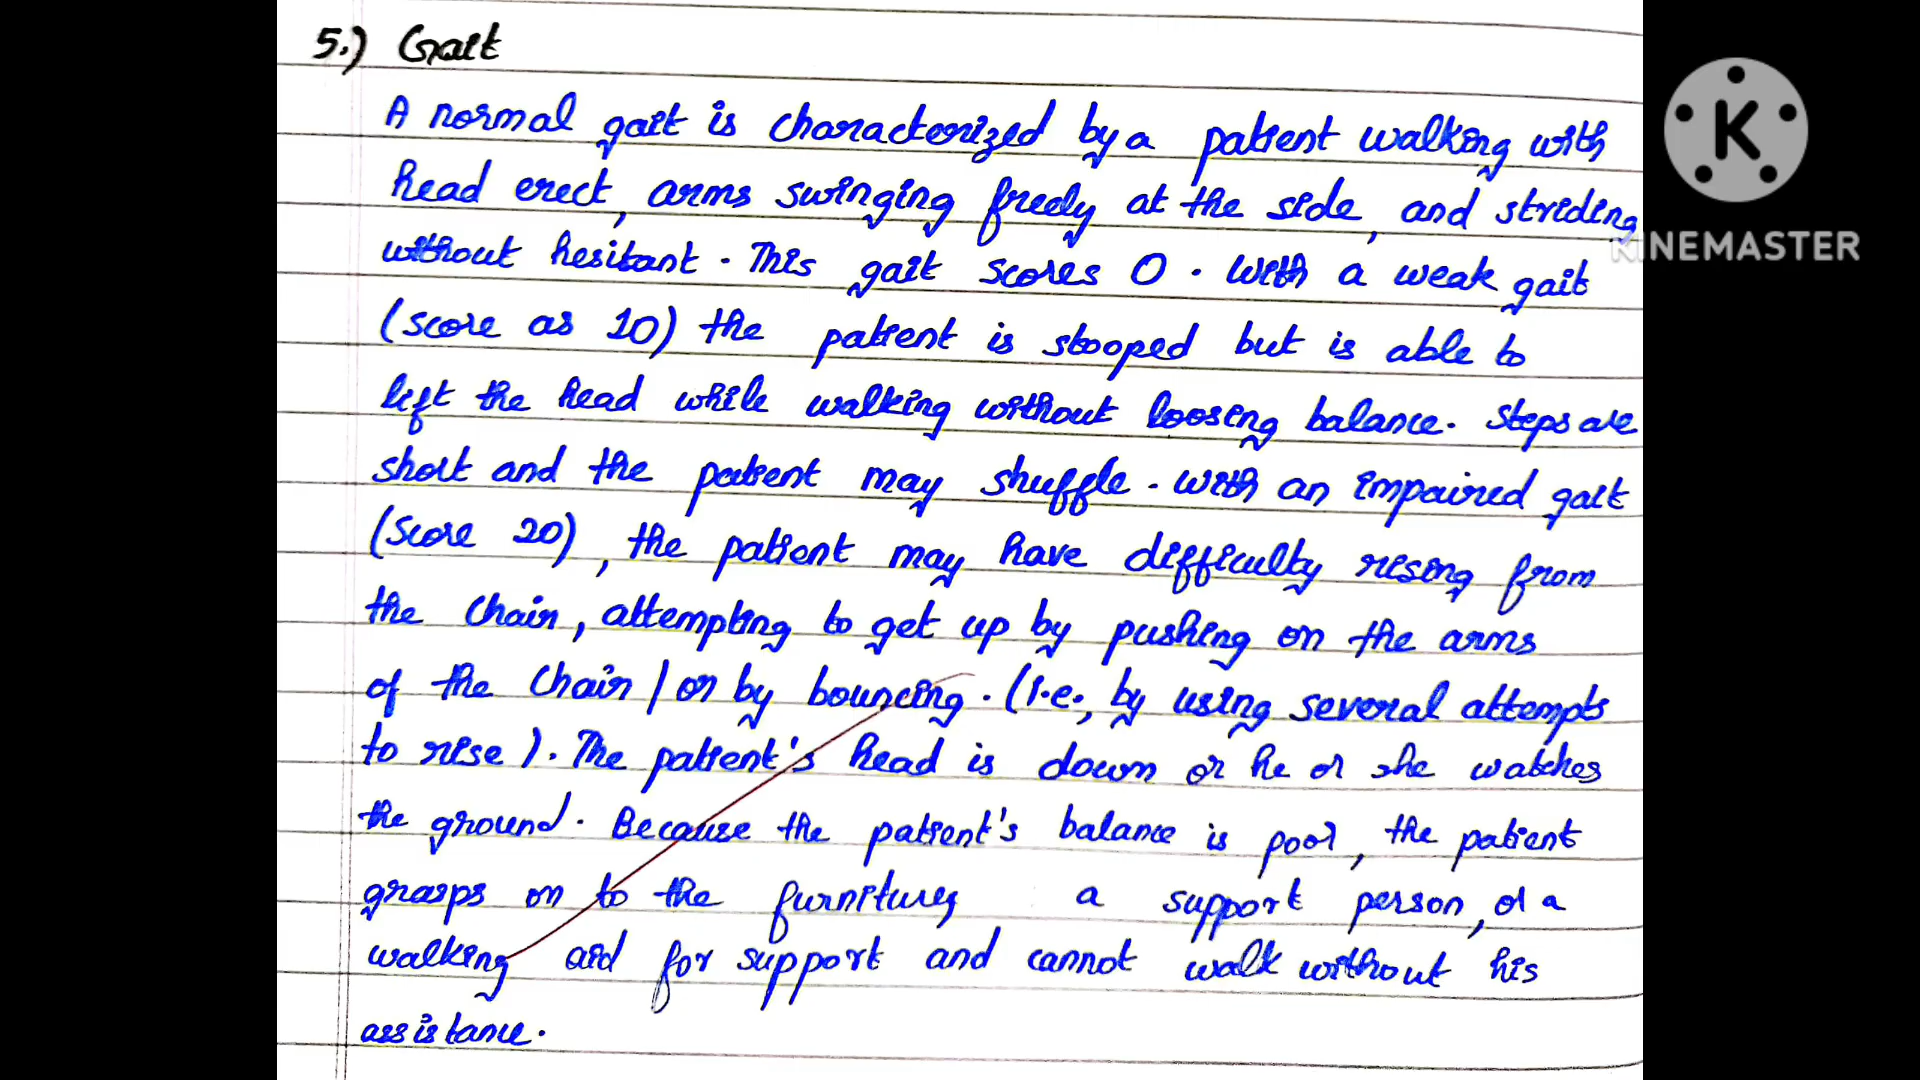 5.) Gait
A normal gait is characterized by a patient walking with
head erect, arms swinging freely at the side, and striding
without hesitant. This gait scores 0. With a weak gait
(score as 10) the patient is stooped but is able to
lift the head while walking without loosing balance. Steps are
short and the patient may shuffle. With an impaired gait
(Score 20), the patient may have difficulty rising from
the chair, attempting to get up by pushing on the arms
of the chair / or by bouncing. (i.e., by using several attempts
to rise). The patient's head is down or he or she watches
the ground. Because the patient's balance is poor, the patient
grasps on to the furniture, a support person, or a
walking aid for support and cannot walk without his
assistance.
K
KINEMASTER